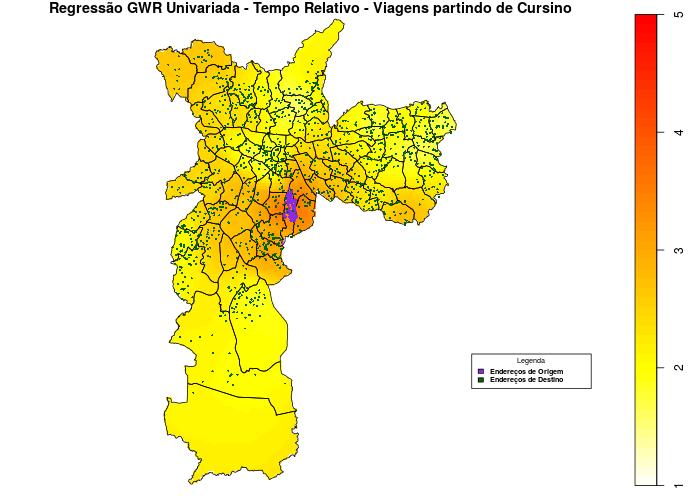 Regressão GWR Univariada - Tempo Relativo - Viagens partindo de Cursino
5
4
3
2
1
Legenda
Endereços de Origem
Endereços de Destino